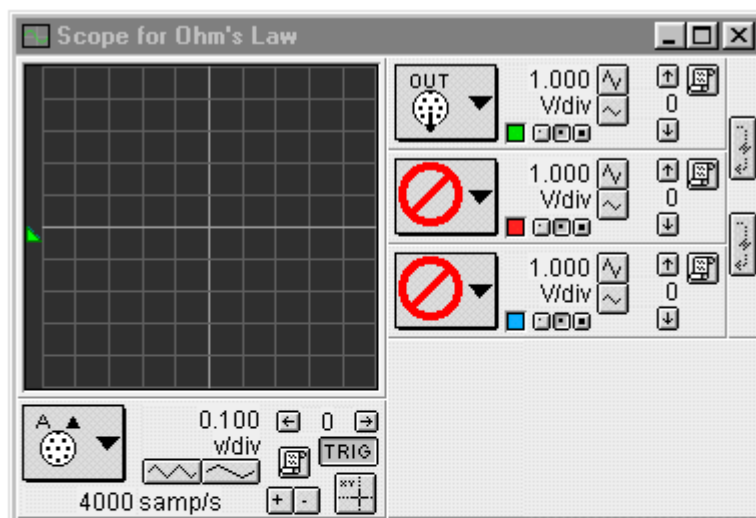 Scope for Ohm's Law
OUT
1.000
V/div
0
1.000
V/div
0
1.000
V/div
0
A
0.100
v/div
0
TRIG
XY
4000 samp/s
+ -